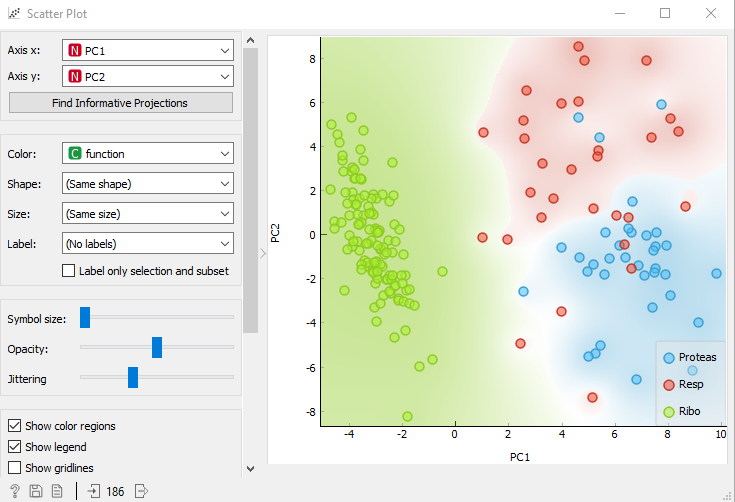 Scatter Plot
Axis x: N PC1
Axis y: N PC2
Find Informative Projections
Color: C function
Shape: (Same shape)
Size: (Same size)
Label: (No labels)
Label only selection and subset
Symbol size:
Opacity:
Jittering
Show color regions
Show legend
Show gridlines
? 186
PC2
8
6
4
2
0
-2
-4
-6
-8
-4 -2 0 2 4 6 8 10
PC1
Proteas
Resp
Ribo